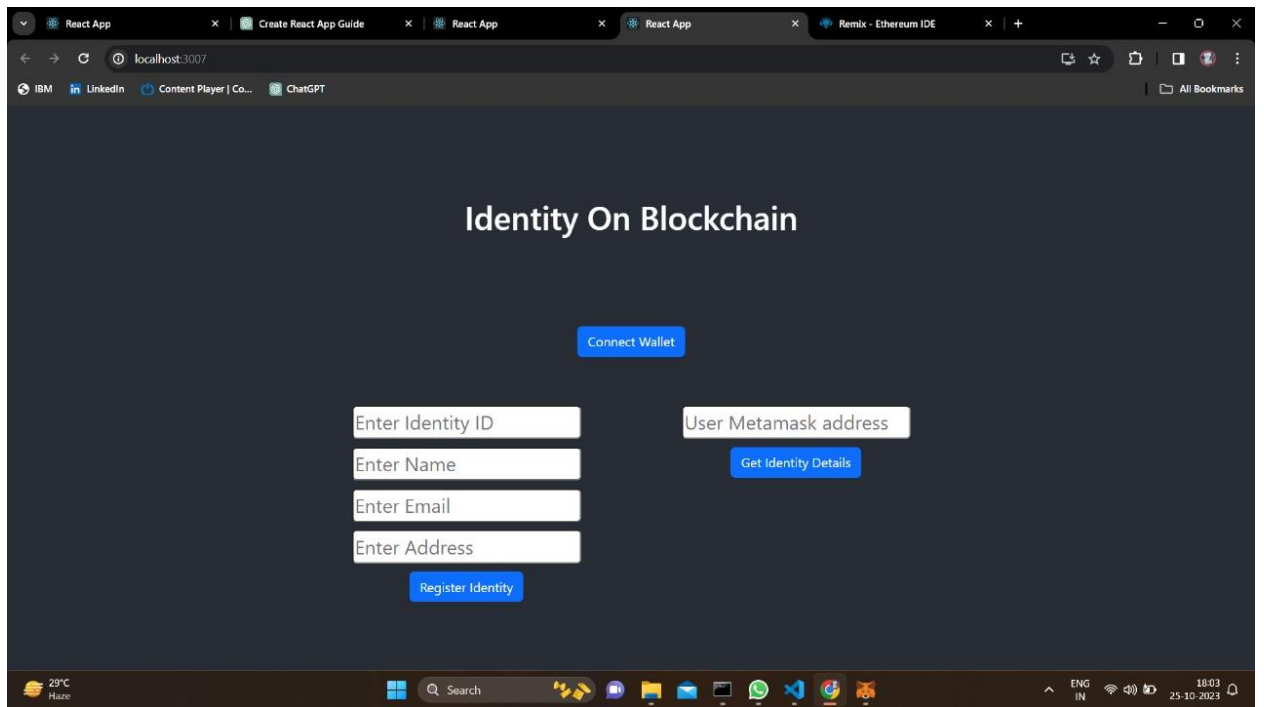 React App
Create React App Guide
React App
React App
Remix - Ethereum IDE
localhost:3007
IBM
in LinkedIn
Content Player | Co...
ChatGPT
All Bookmarks
Identity On Blockchain
Connect Wallet
Enter Identity ID
User Metamask address
Enter Name
Get Identity Details
Enter Email
Enter Address
Register Identity
29°C
Haze
Search
ENG
IN
18:03
25-10-2023